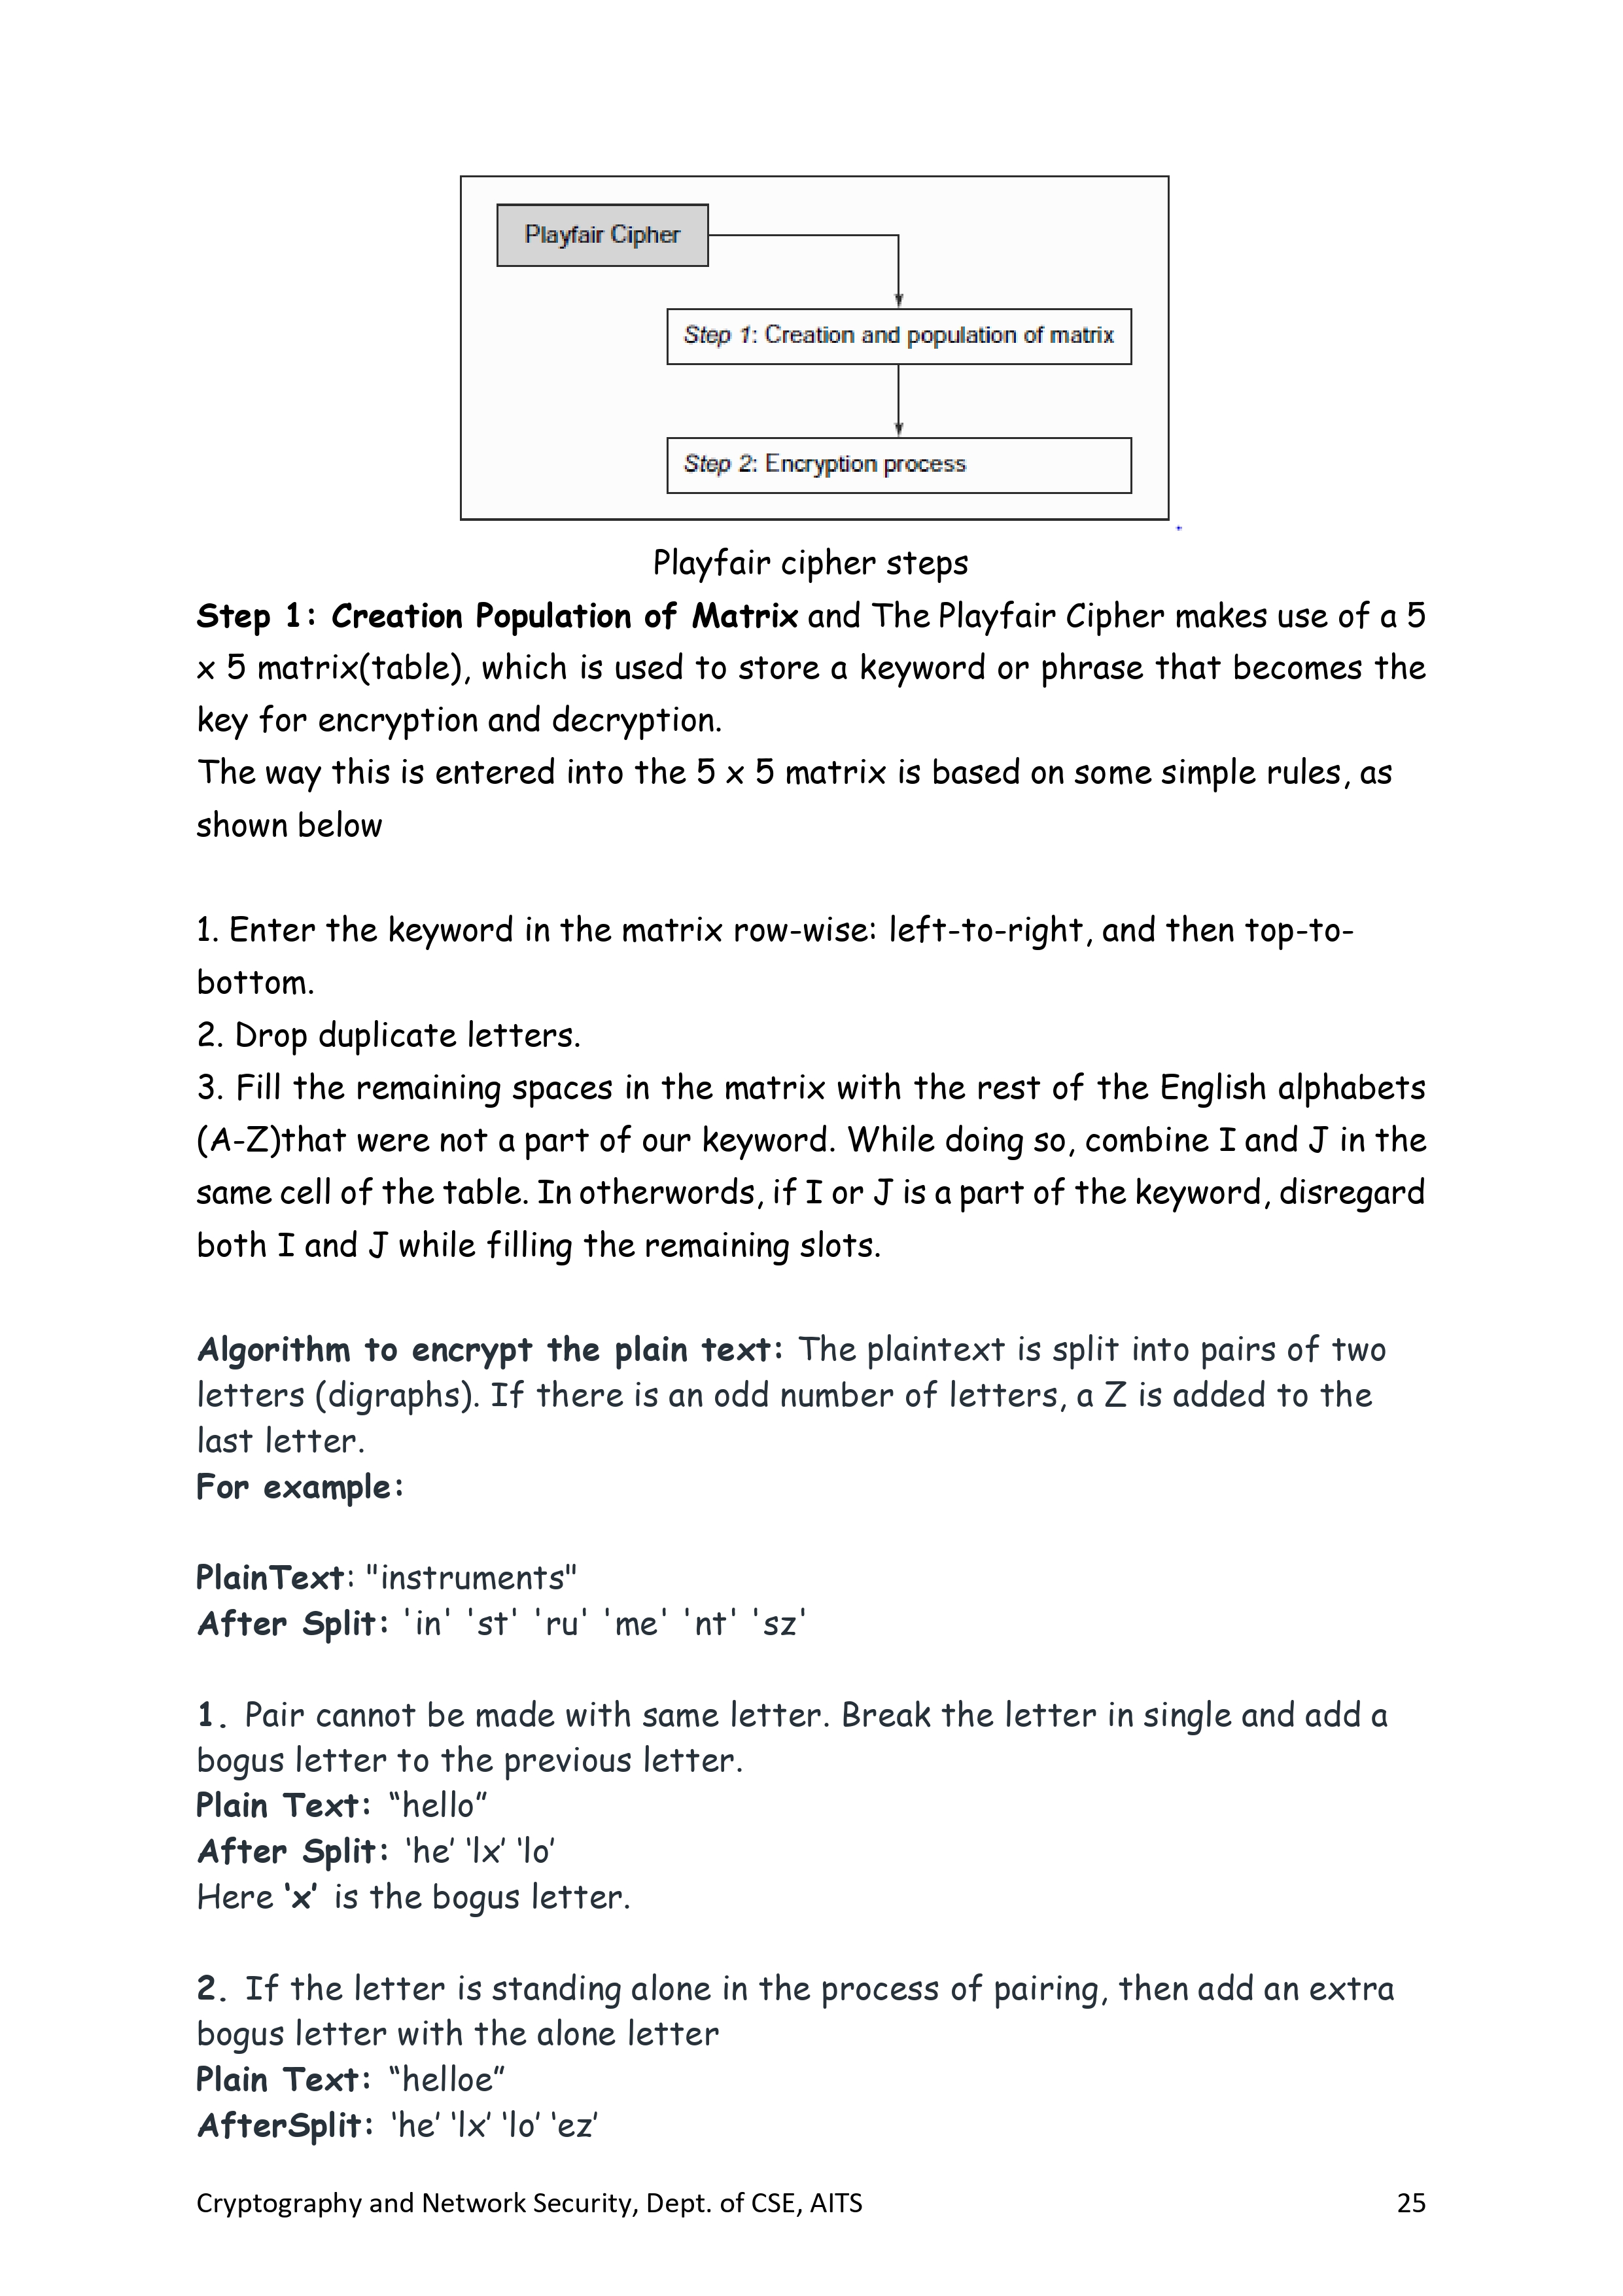 Playfair Cipher
Step 1: Creation and population of matrix
Step 2: Encryption process
Playfair cipher steps
Step 1: Creation Population of Matrix and The Playfair Cipher makes use of a 5
x 5 matrix(table), which is used to store a keyword or phrase that becomes the
key for encryption and decryption.
The way this is entered into the 5 x 5 matrix is based on some simple rules, as
shown below
1. Enter the keyword in the matrix row-wise: left-to-right, and then top-to-
bottom.
2. Drop duplicate letters.
3. Fill the remaining spaces in the matrix with the rest of the English alphabets
(A-Z)that were not a part of our keyword. While doing so, combine I and J in the
same cell of the table. In otherwords, if I or J is a part of the keyword, disregard
both I and J while filling the remaining slots.
Algorithm to encrypt the plain text: The plaintext is split into pairs of two
letters (digraphs). If there is an odd number of letters, a Z is added to the
last letter.
For example:
PlainText: "instruments"
After Split: 'in' 'st' 'ru' 'me' 'nt' 'sz'
1. Pair cannot be made with same letter. Break the letter in single and add a
bogus letter to the previous letter.
Plain Text: “hello”
After Split: ‘he’ ‘lx’ ‘lo’
Here ‘x’ is the bogus letter.
2. If the letter is standing alone in the process of pairing, then add an extra
bogus letter with the alone letter
Plain Text: “helloe”
AfterSplit: ‘he’ ‘lx’ ‘lo’ ‘ez’
Cryptography and Network Security, Dept. of CSE, AITS 25